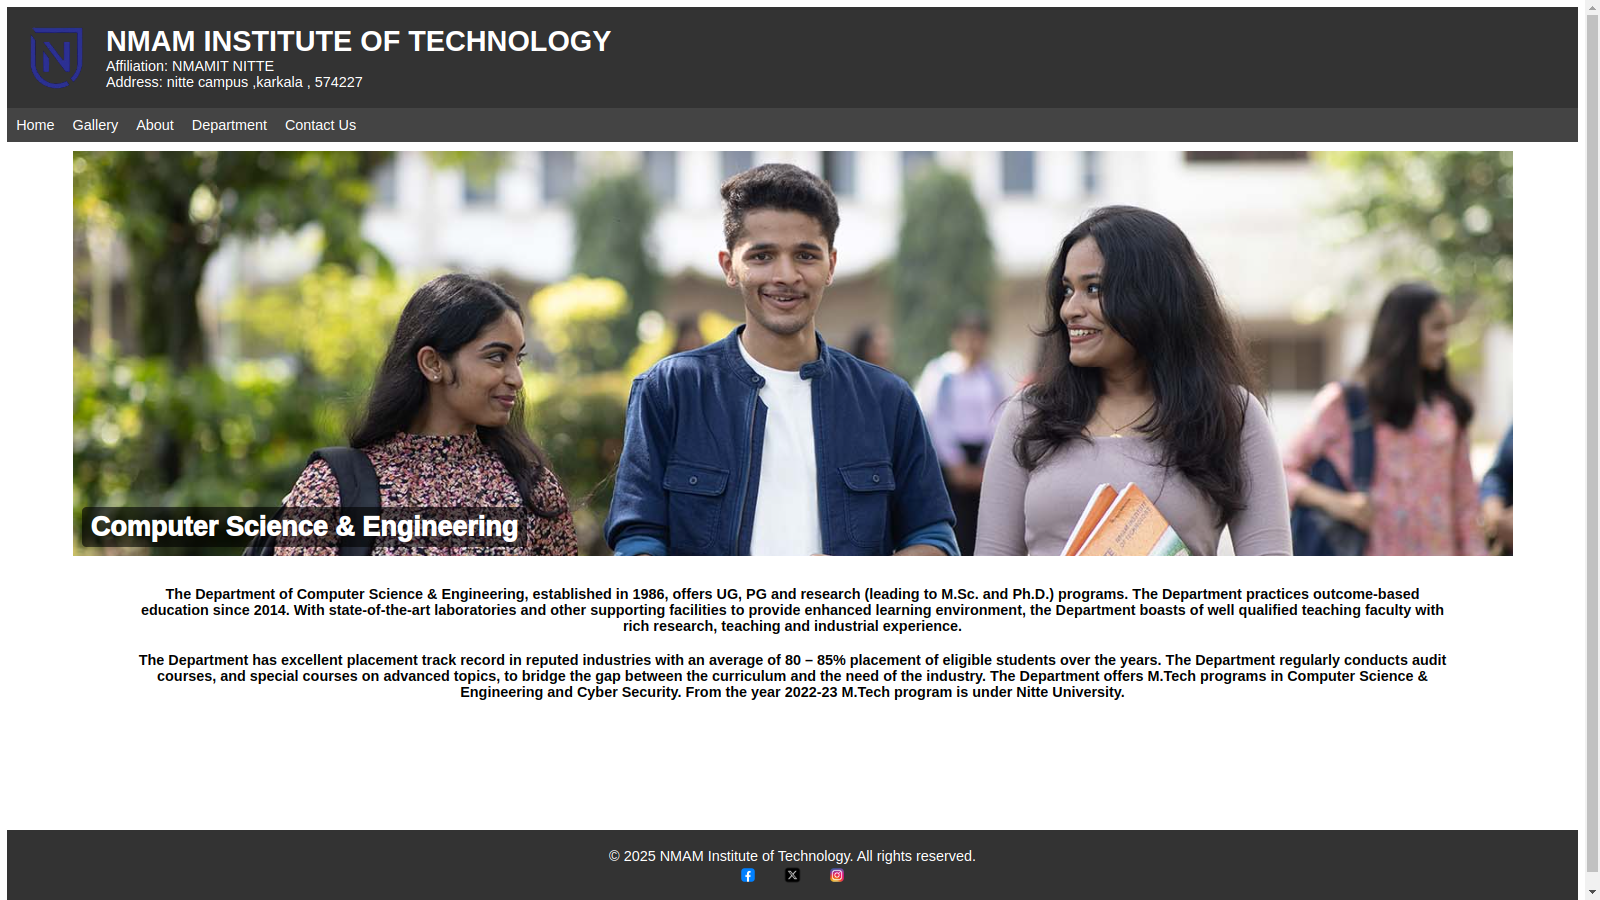 NMAM INSTITUTE OF TECHNOLOGY
Affiliation: NMAMIT NITTE
Address: nitte campus ,karkala , 574227
Home Gallery About Department Contact Us
Computer Science & Engineering
The Department of Computer Science & Engineering, established in 1986, offers UG, PG and research (leading to M.Sc. and Ph.D.) programs. The Department practices outcome-based
education since 2014. With state-of-the-art laboratories and other supporting facilities to provide enhanced learning environment, the Department boasts of well qualified teaching faculty with
rich research, teaching and industrial experience.
The Department has excellent placement track record in reputed industries with an average of 80 – 85% placement of eligible students over the years. The Department regularly conducts audit
courses, and special courses on advanced topics, to bridge the gap between the curriculum and the need of the industry. The Department offers M.Tech programs in Computer Science &
Engineering and Cyber Security. From the year 2022-23 M.Tech program is under Nitte University.
© 2025 NMAM Institute of Technology. All rights reserved.